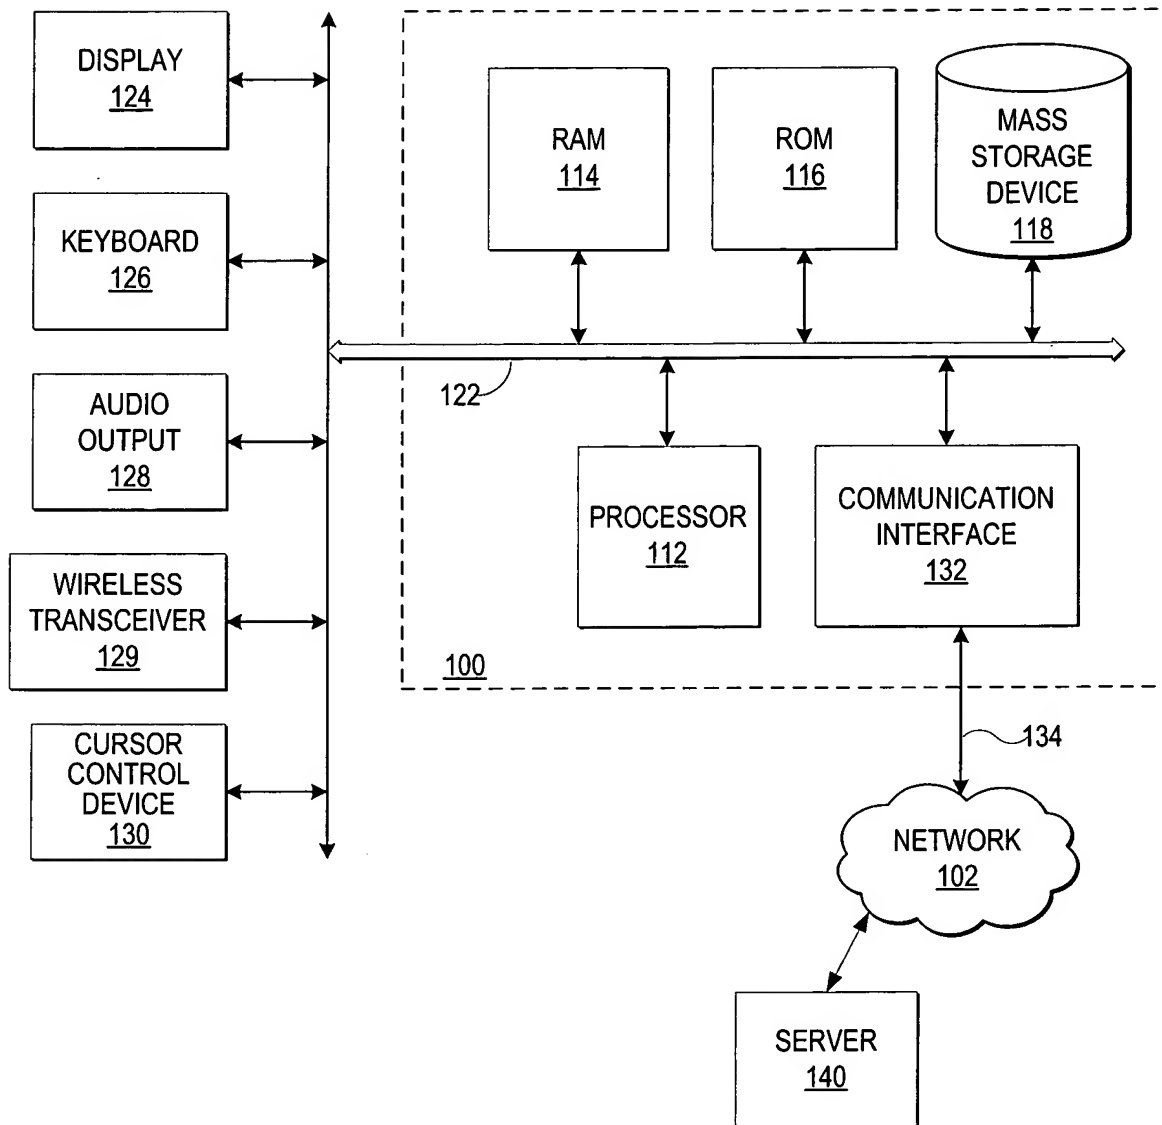 DISPLAY
124
KEYBOARD
126
AUDIO
OUTPUT
128
WIRELESS
TRANSCEIVER
129
CURSOR
CONTROL
DEVICE
130
RAM
114
ROM
116
MASS
STORAGE
DEVICE
118
122
PROCESSOR
112
COMMUNICATION
INTERFACE
132
100
134
NETWORK
102
SERVER
140